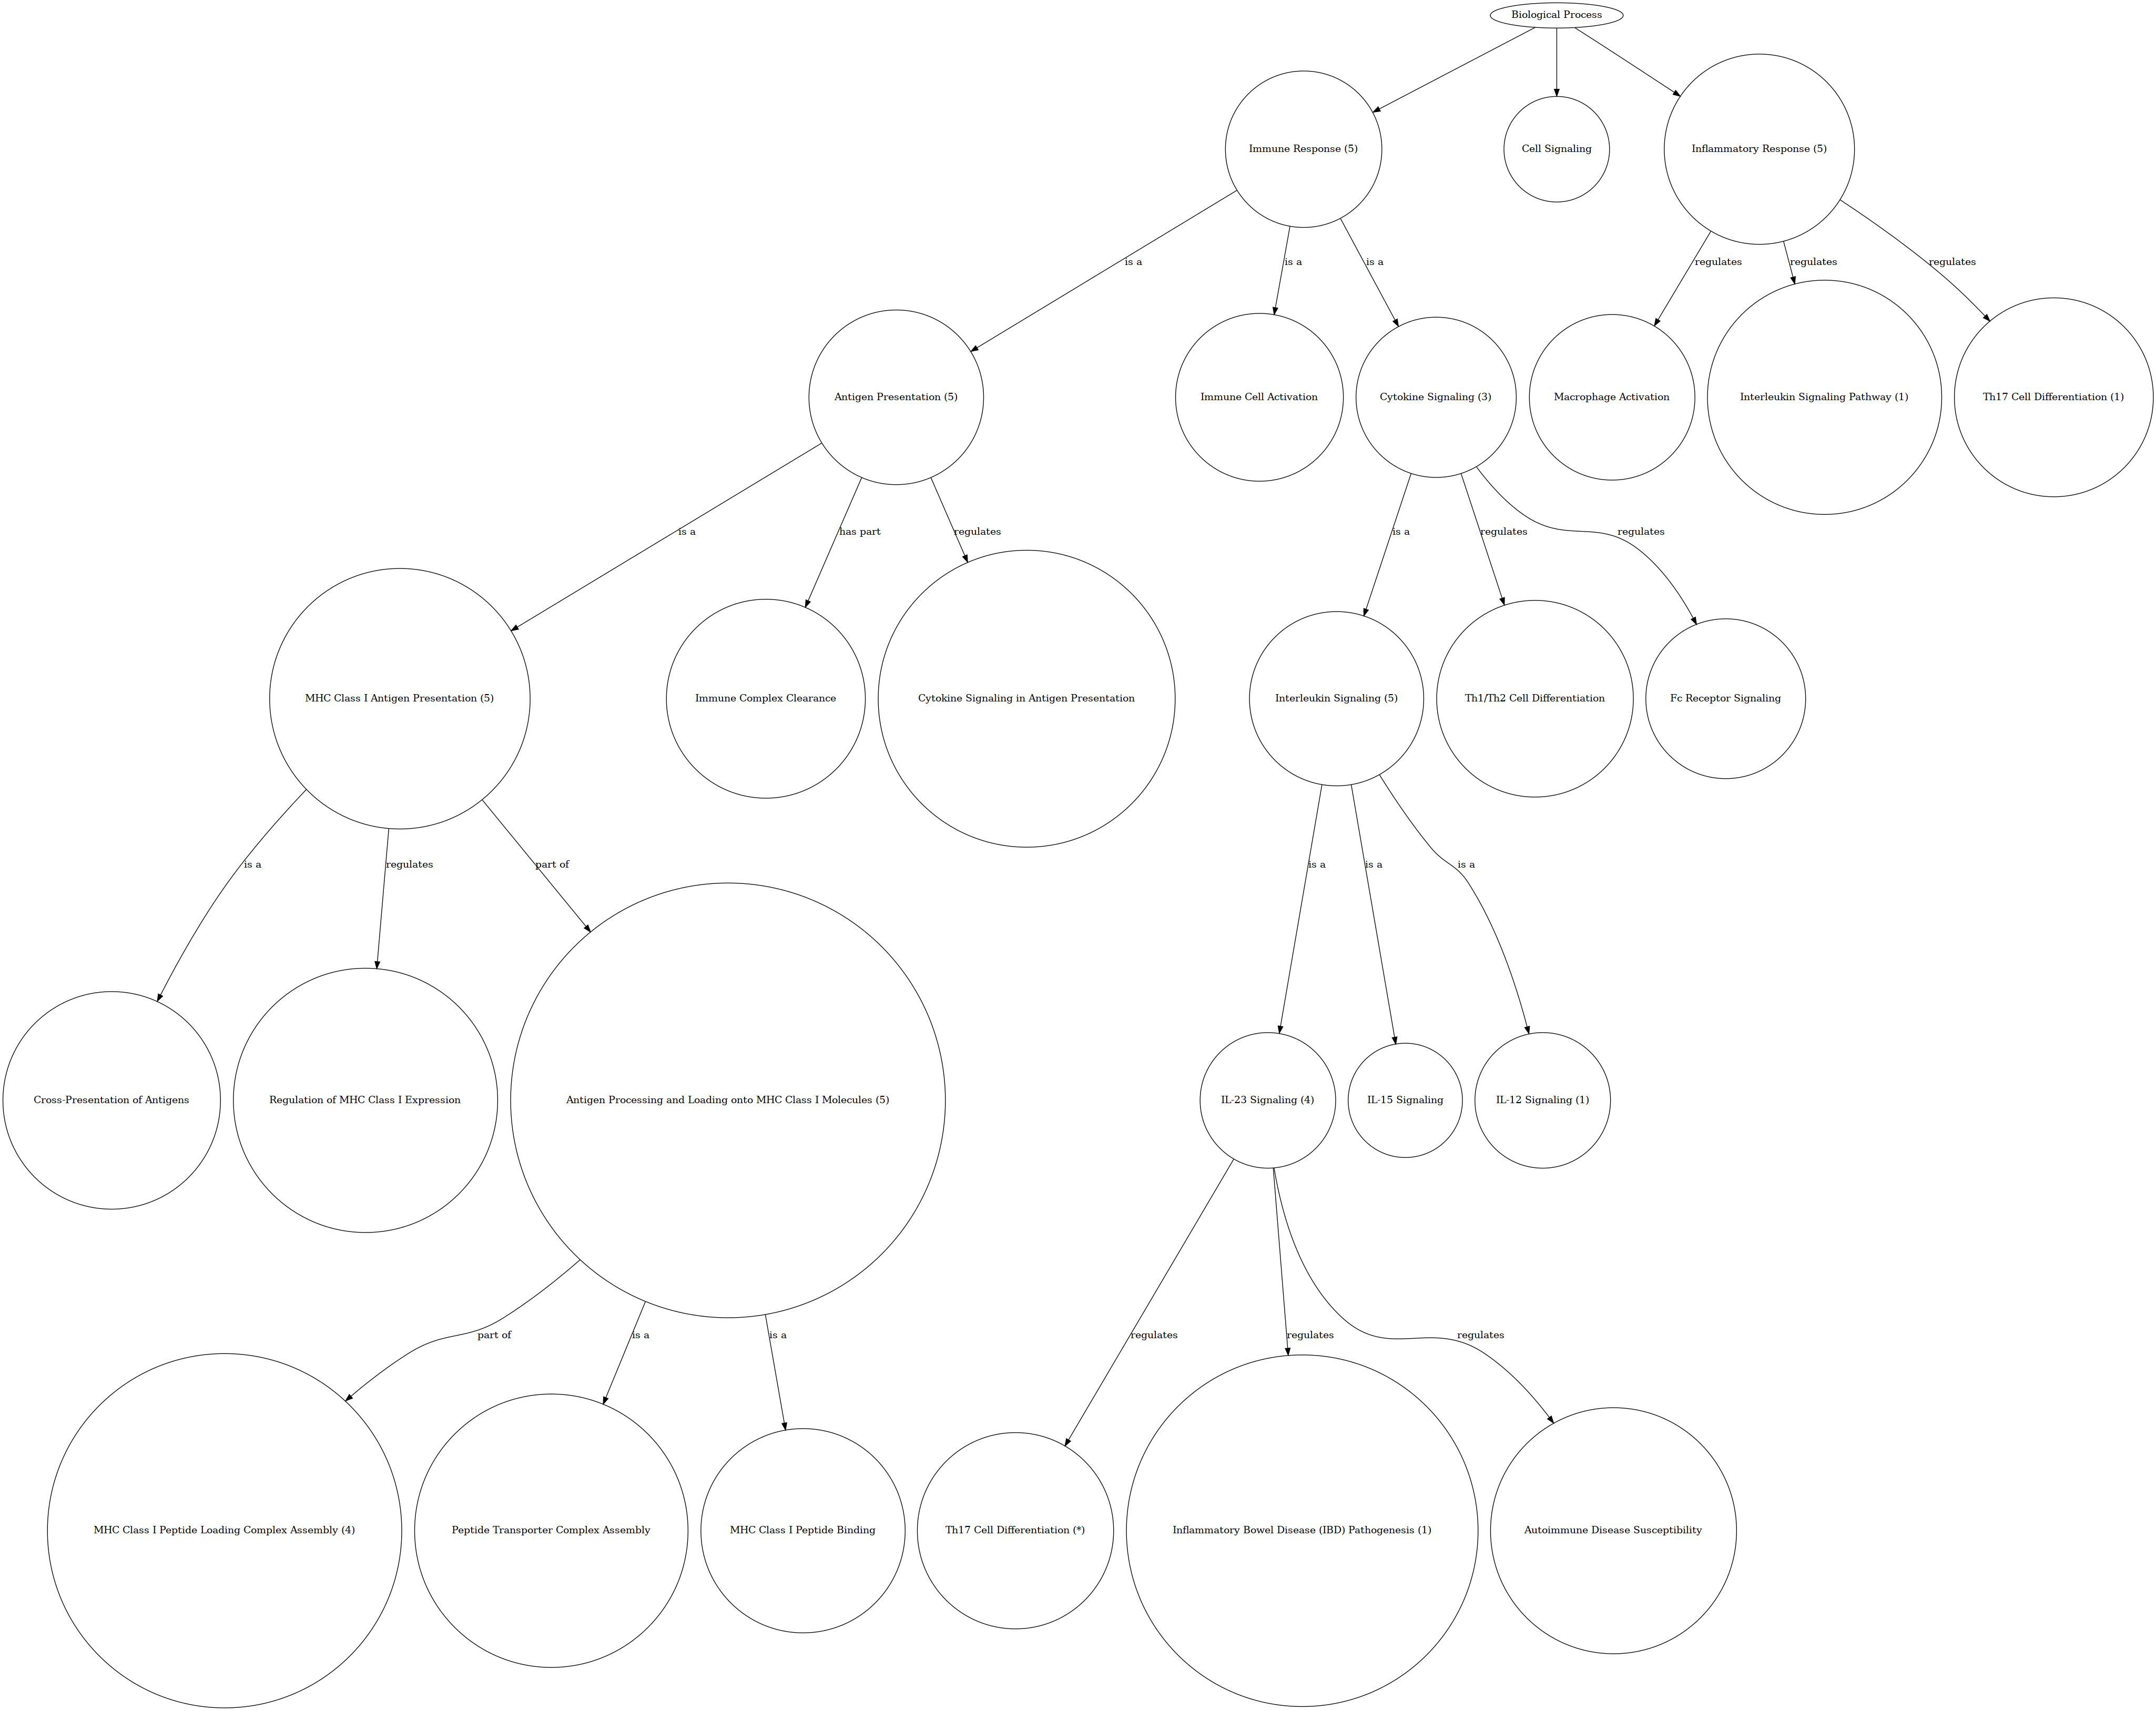 Biological Process
Immune Response (5)
Cell Signaling
Inflammatory Response (5)
is a
is a
is a
regulates
regulates
regulates
Antigen Presentation (5)
Immune Cell Activation
Cytokine Signaling (3)
Macrophage Activation
Interleukin Signaling Pathway (1)
Th17 Cell Differentiation (1)
is a
has part
regulates
is a
regulates
regulates
MHC Class I Antigen Presentation (5)
Immune Complex Clearance
Cytokine Signaling in Antigen Presentation
Interleukin Signaling (5)
Th1/Th2 Cell Differentiation
Fc Receptor Signaling
is a
regulates
part of
is a
is a
is a
Cross-Presentation of Antigens
Regulation of MHC Class I Expression
Antigen Processing and Loading onto MHC Class I Molecules (5)
IL-23 Signaling (4)
IL-15 Signaling
IL-12 Signaling (1)
part of
is a
is a
regulates
regulates
regulates
MHC Class I Peptide Loading Complex Assembly (4)
Peptide Transporter Complex Assembly
MHC Class I Peptide Binding
Th17 Cell Differentiation (*)
Inflammatory Bowel Disease (IBD) Pathogenesis (1)
Autoimmune Disease Susceptibility